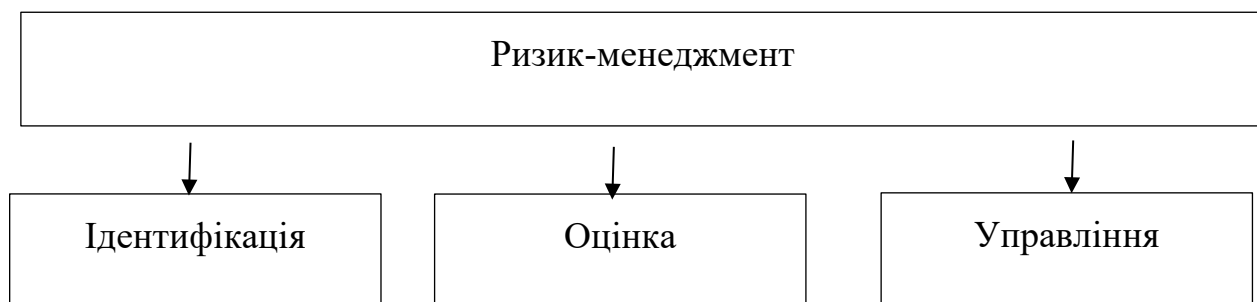 Ризик-менеджмент
Ідентифікація
Оцінка
Управління